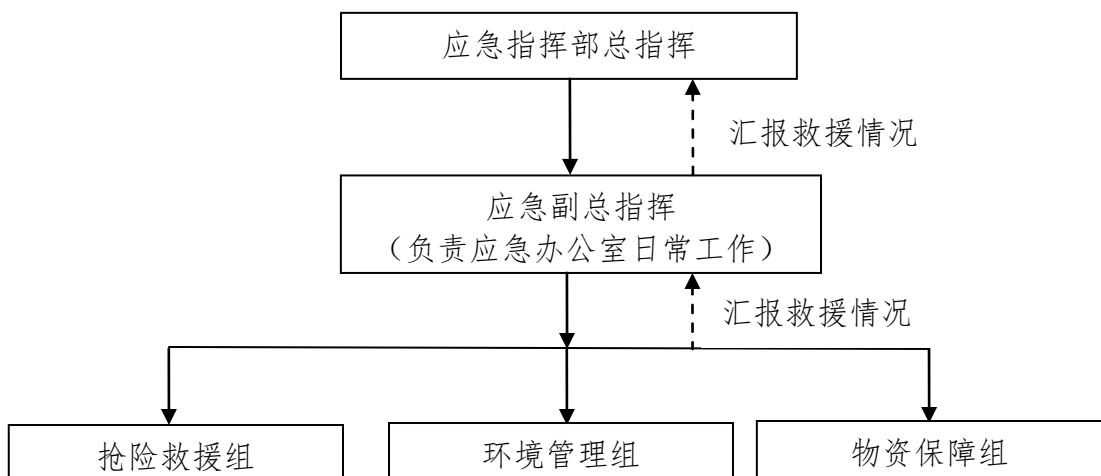 应急指挥部总指挥
汇报救援情况
应急副总指挥
（负责应急办公室日常工作）
汇报救援情况
抢险救援组
环境管理组
物资保障组